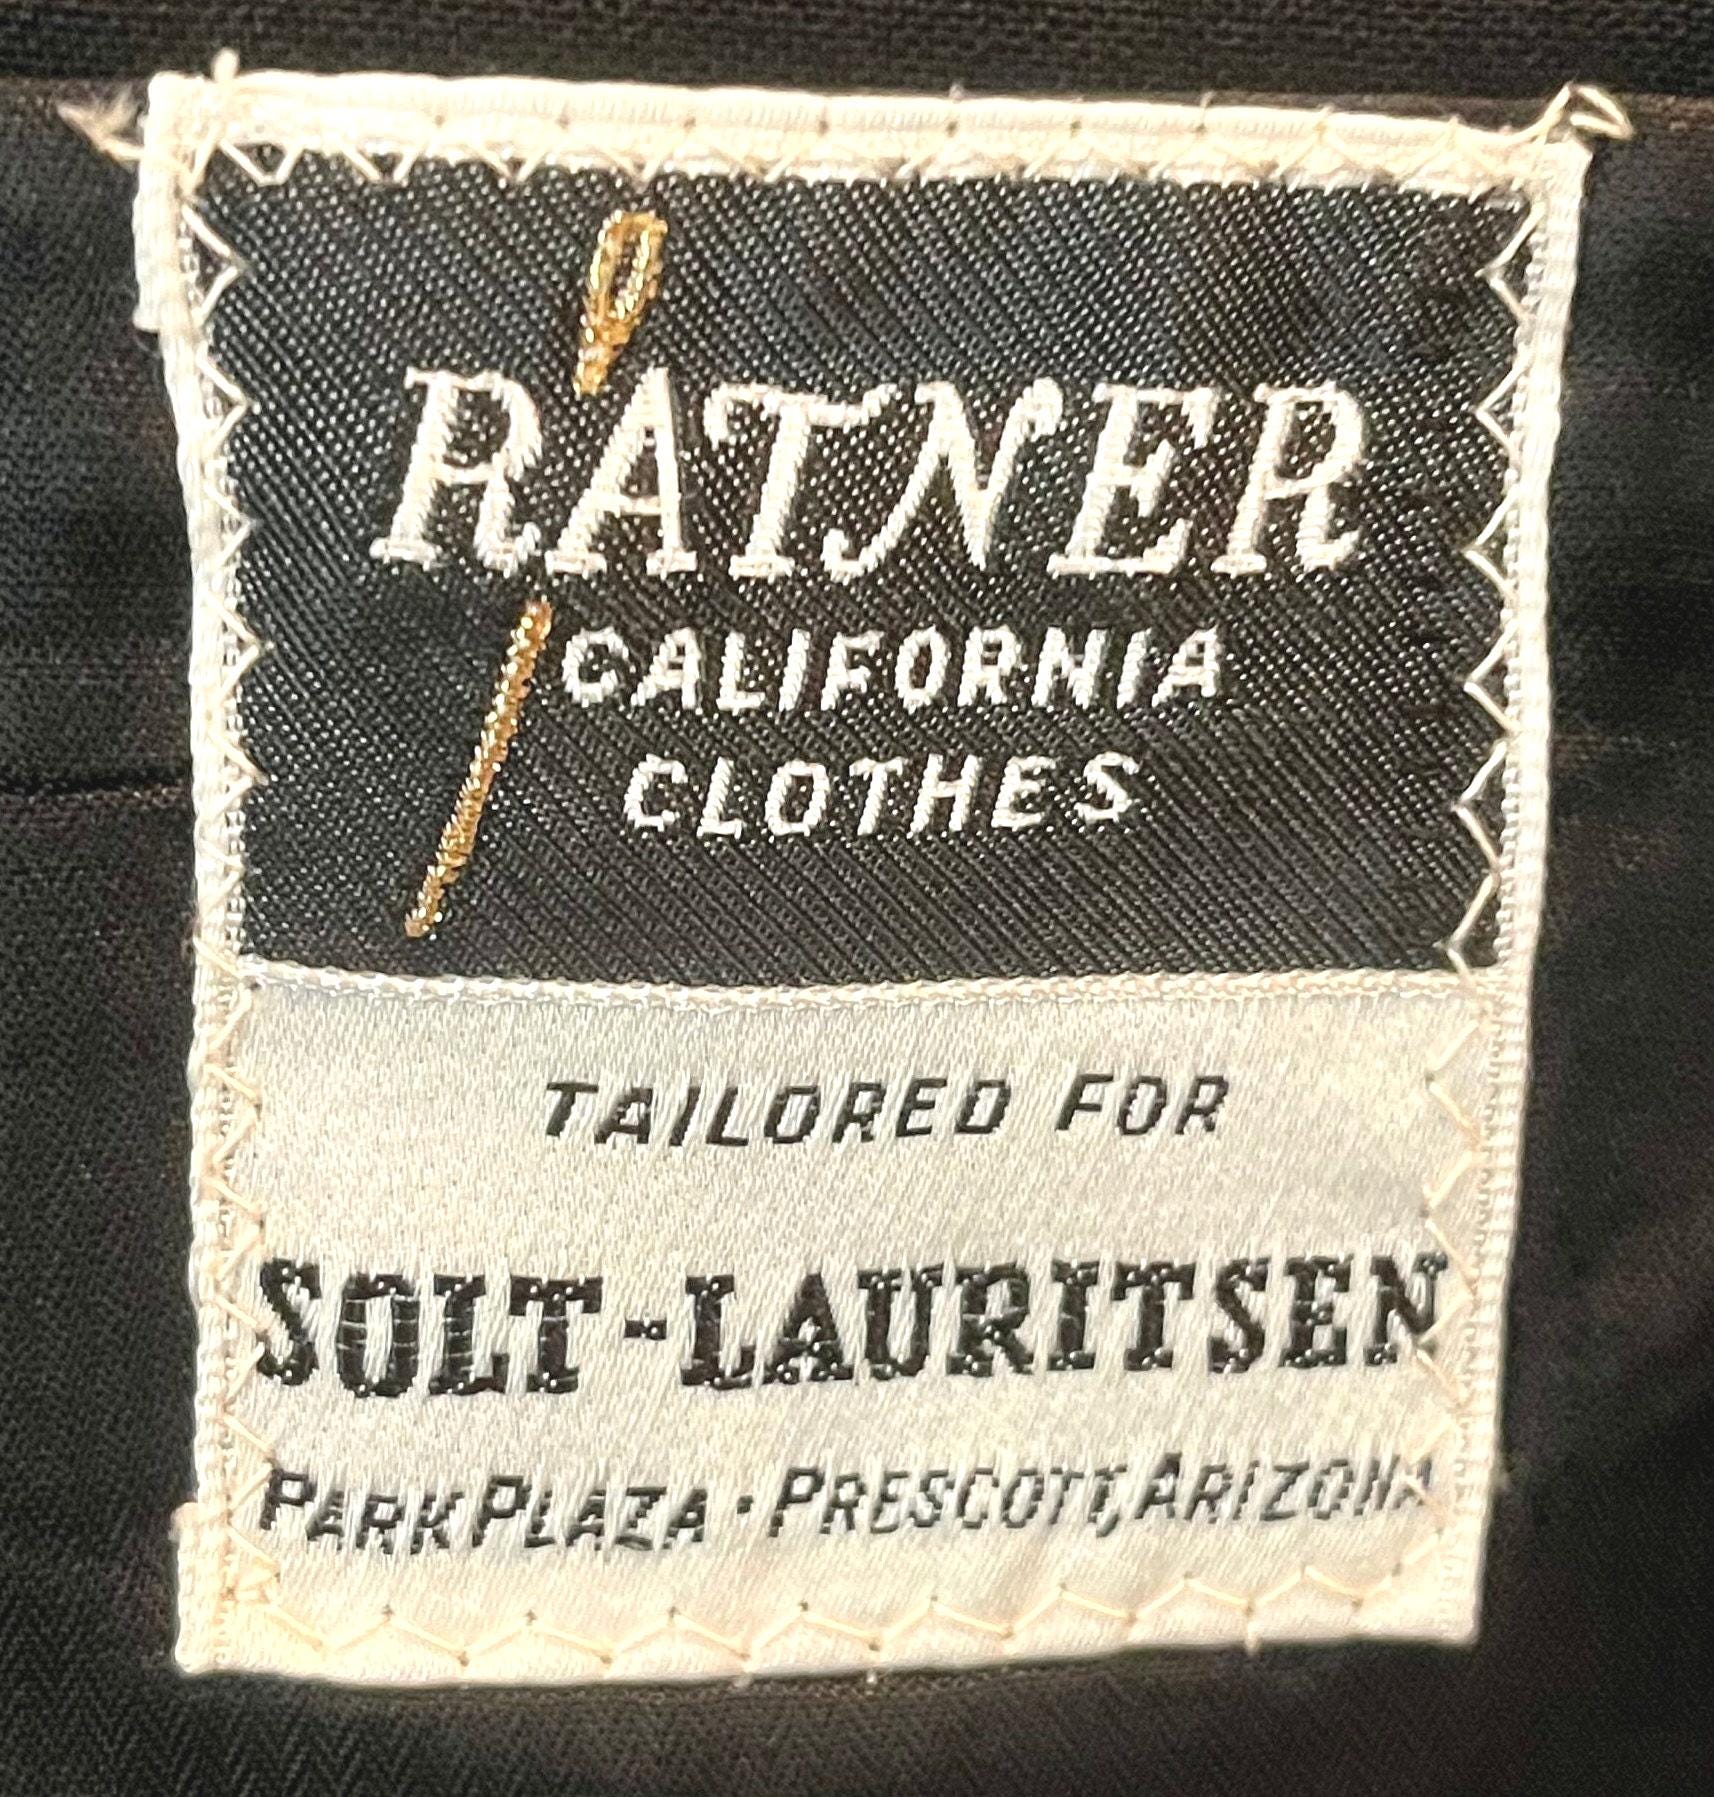 RATNER
CALIFORNIA
CLOTHES
TAILORED FOR
SOLT-LAURITSEN
PARK PLAZA · PRESCOTT, ARIZONA